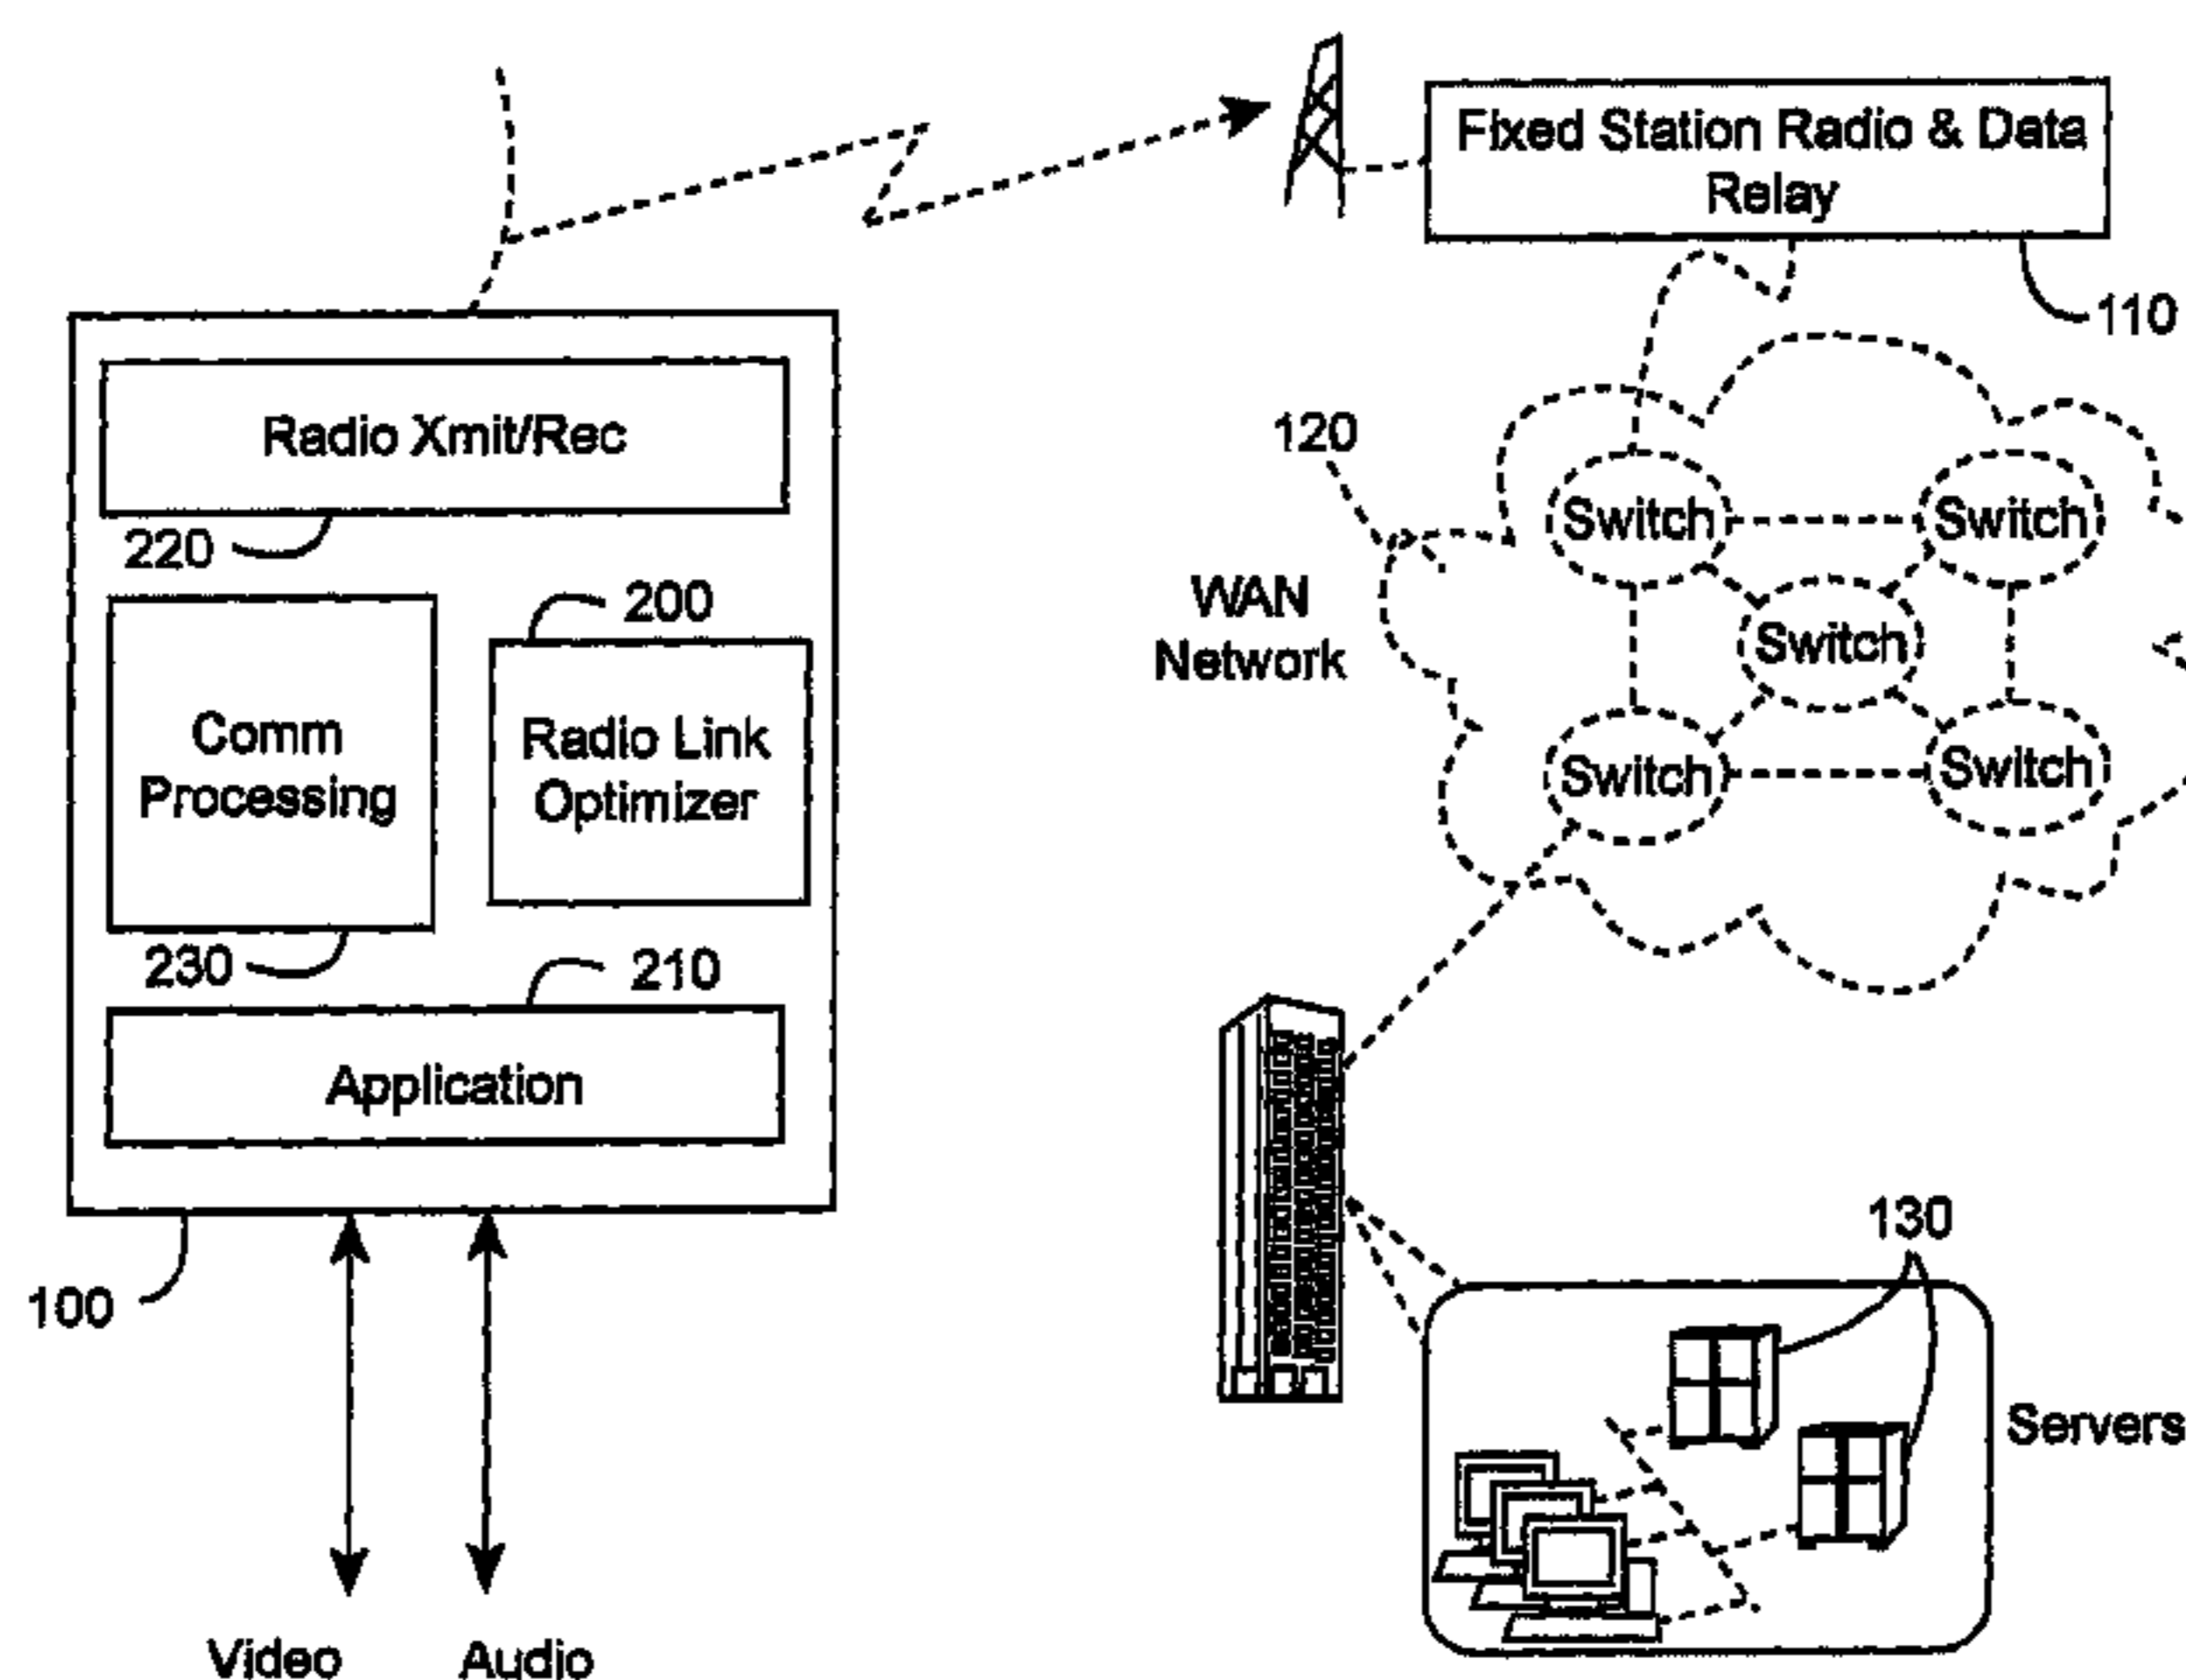 Fixed Station Radio & Data
Relay
110
Radio Xmit/Rec
220
200
Comm
Processing
Radio Link
Optimizer
230
210
Application
100
Video
Audio
120
WAN
Network
Switch
Switch
Switch
Switch
Switch
130
Servers